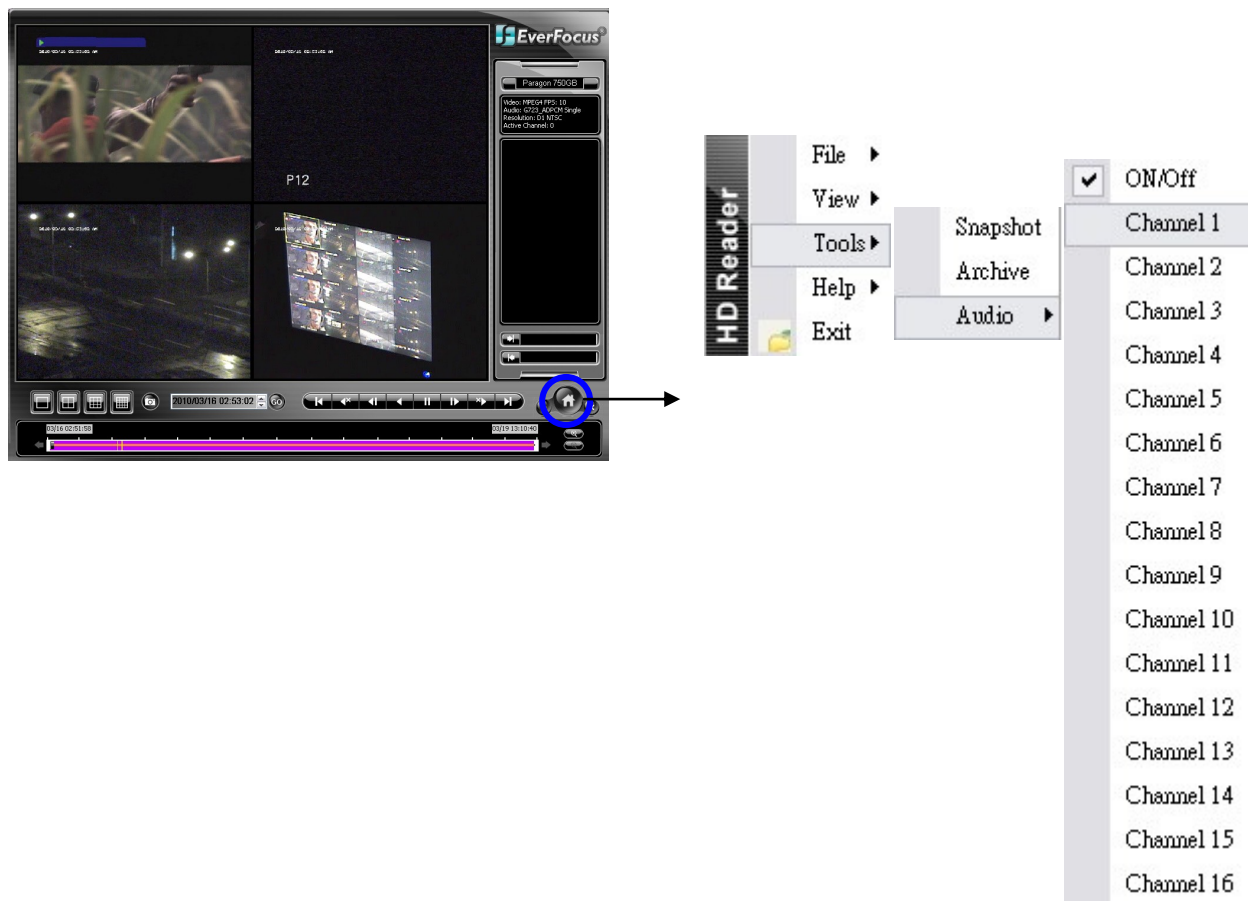 EverFocus®
Paragon 750GB
Video: MPEG4 FPS: 10
Audio: G723_ADPCM Single
Resolution: D1 NTSC
Active Channel: 0
P12
2010/03/16 02:53:02
GO
03/16 02:51:58
03/19 13:10:40
HD Reader
File
View
Tools
Help
Exit
Snapshot
Archive
Audio
ON/Off
Channel 1
Channel 2
Channel 3
Channel 4
Channel 5
Channel 6
Channel 7
Channel 8
Channel 9
Channel 10
Channel 11
Channel 12
Channel 13
Channel 14
Channel 15
Channel 16